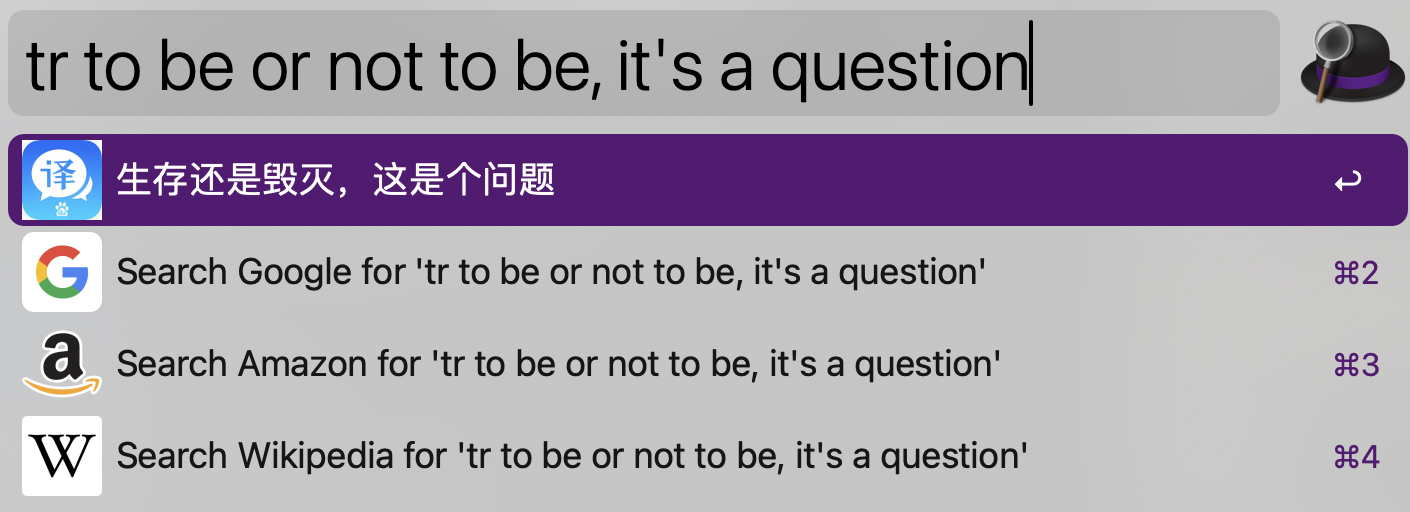 tr to be or not to be, it's a question
译 生存还是毁灭，这是个问题 ↩
G Search Google for 'tr to be or not to be, it's a question' ⌘2
a Search Amazon for 'tr to be or not to be, it's a question' ⌘3
W Search Wikipedia for 'tr to be or not to be, it's a question' ⌘4